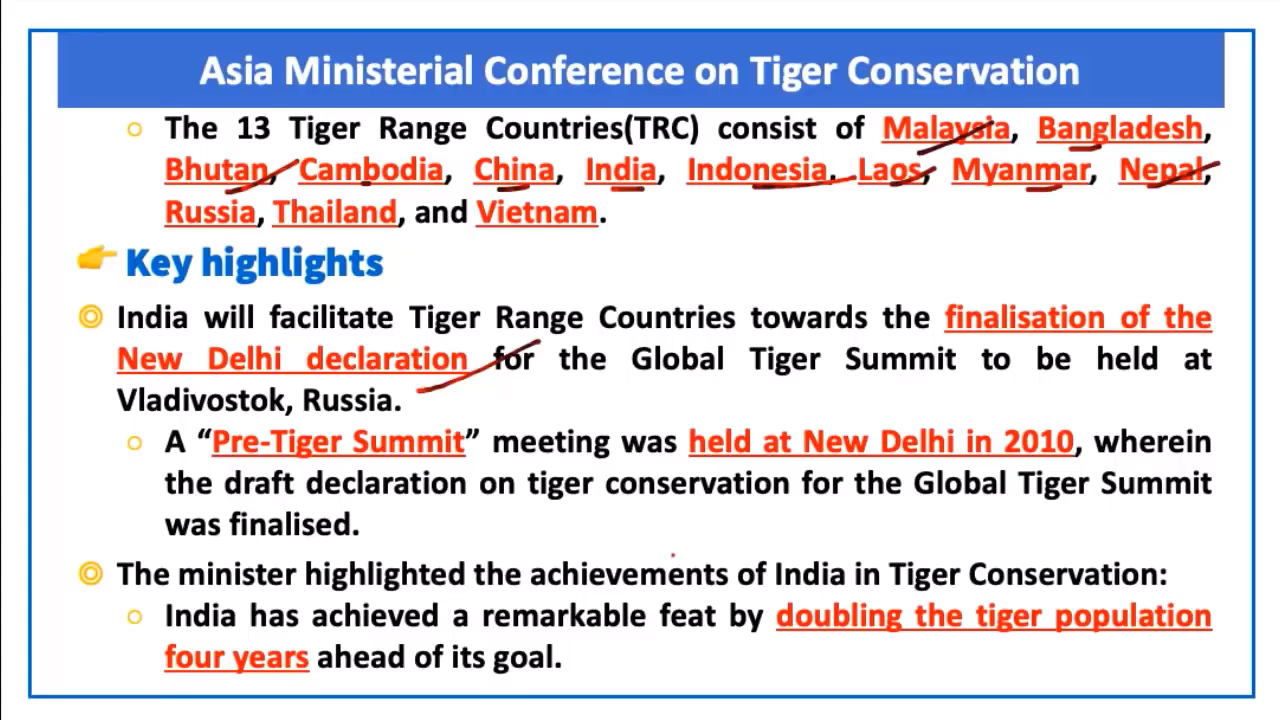 Asia Ministerial Conference on Tiger Conservation
The 13 Tiger Range Countries(TRC) consist of Malaysia, Bangladesh,
Bhutan, Cambodia, China, India, Indonesia, Laos, Myanmar, Nepal,
Russia, Thailand, and Vietnam.
Key highlights
India will facilitate Tiger Range Countries towards the finalisation of the
New Delhi declaration for the Global Tiger Summit to be held at
Vladivostok, Russia.
A “Pre-Tiger Summit” meeting was held at New Delhi in 2010, wherein
the draft declaration on tiger conservation for the Global Tiger Summit
was finalised.
The minister highlighted the achievements of India in Tiger Conservation:
India has achieved a remarkable feat by doubling the tiger population
four years ahead of its goal.